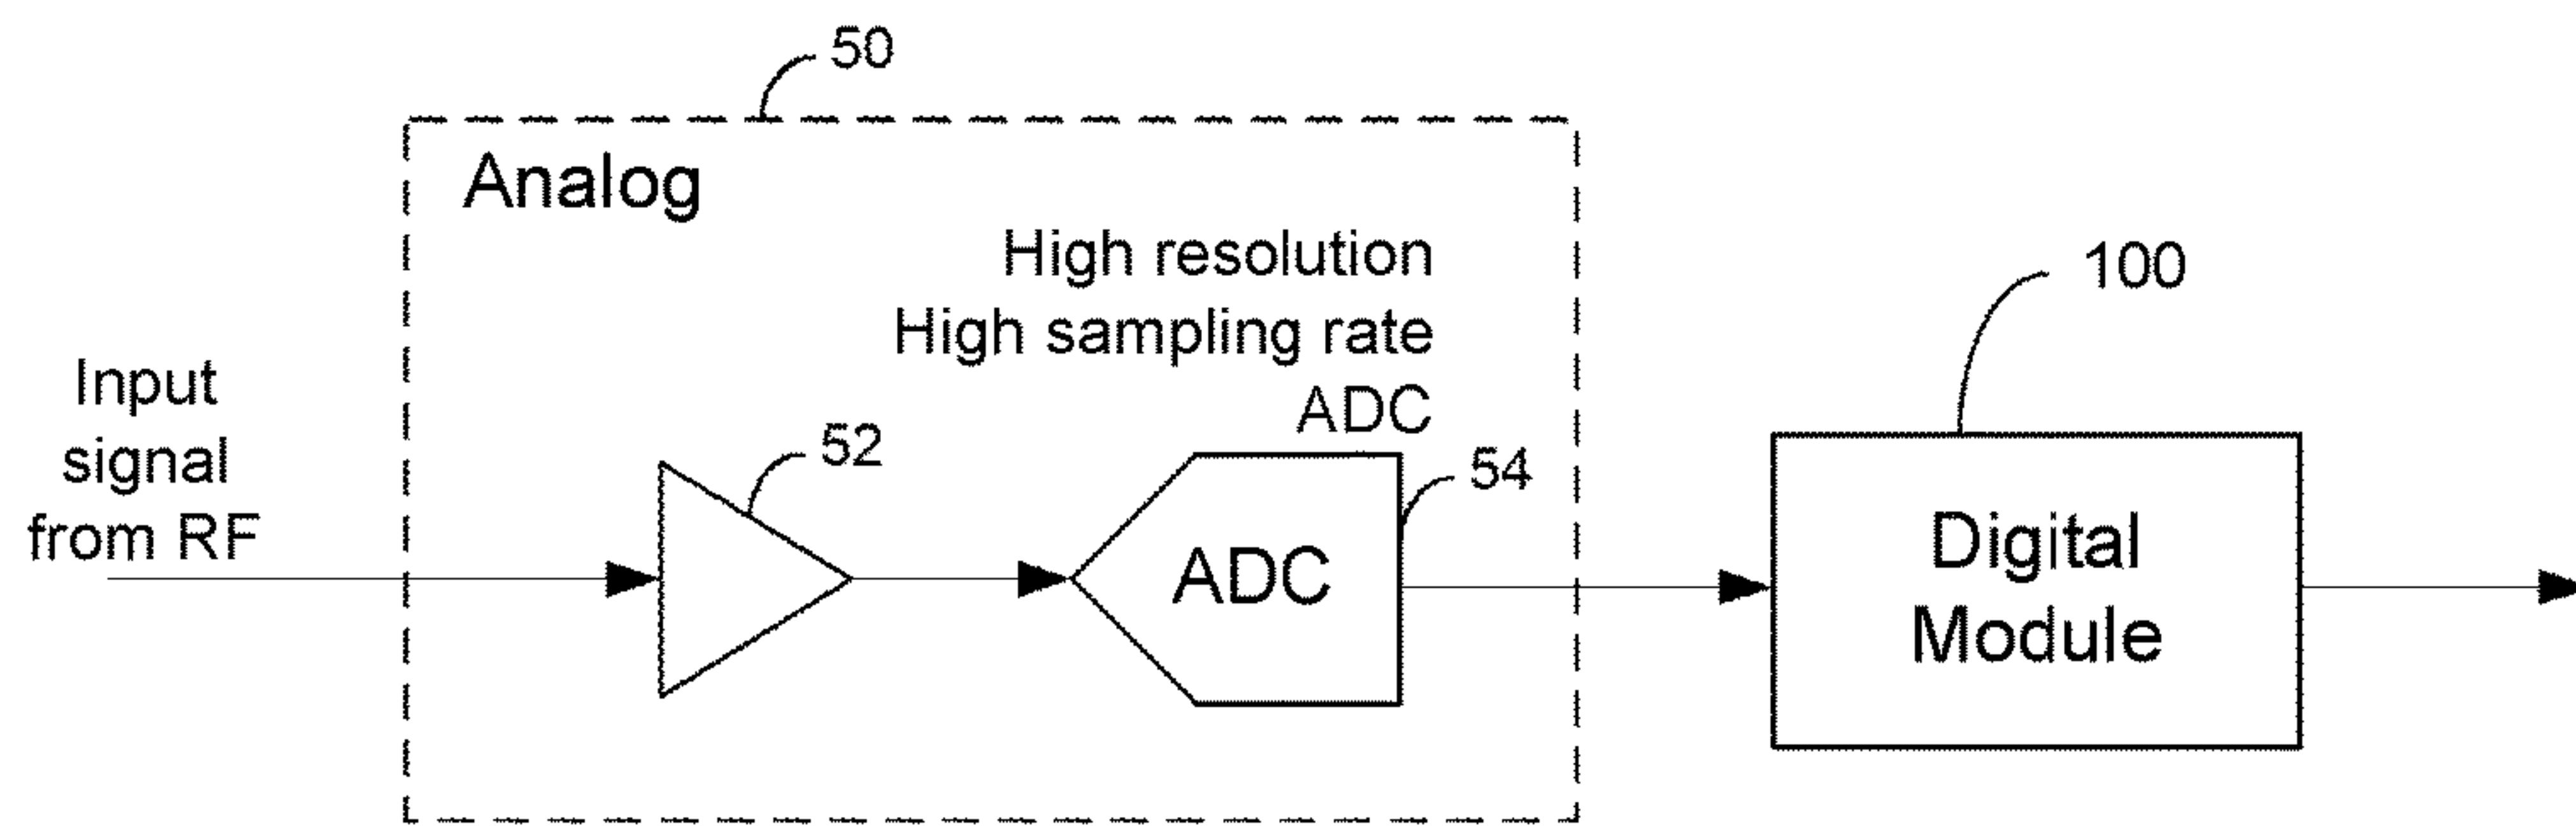 50
Analog
High resolution
High sampling rate
ADC
100
Input
signal
from RF
52
54
ADC
Digital
Module